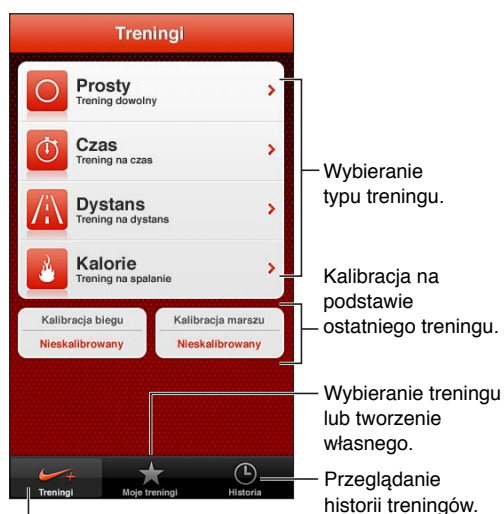 Treningi
Prosty
Trening dowolny
Czas
Trening na czas
Dystans
Trening na dystans
Kalorie
Trening na spalanie
Kalibracja biegu
Nieskalibrowany
Kalibracja marszu
Nieskalibrowany
Treningi
Moje treningi
Historia
Wybieranie
typu treningu.
Kalibracja na
podstawie
ostatniego treningu.
Wybieranie treningu
lub tworzenie
własnego.
Przeglądanie
historii treningów.